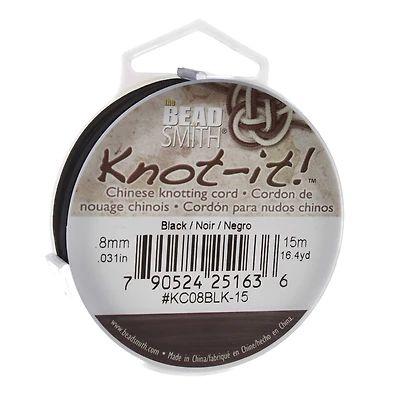 the
BEAD
SMITH®
Knot-it!™
Chinese knotting cord • Cordon de
nouage chinois • Cordón para nudos chinos
Black / Noir / Negro
.8mm 15m
.031in 16.4yd
7 90524 25163 6
#KC08BLK-15
www.beadsmith.com • Made in China/fabriqué en Chine/hecho en China.